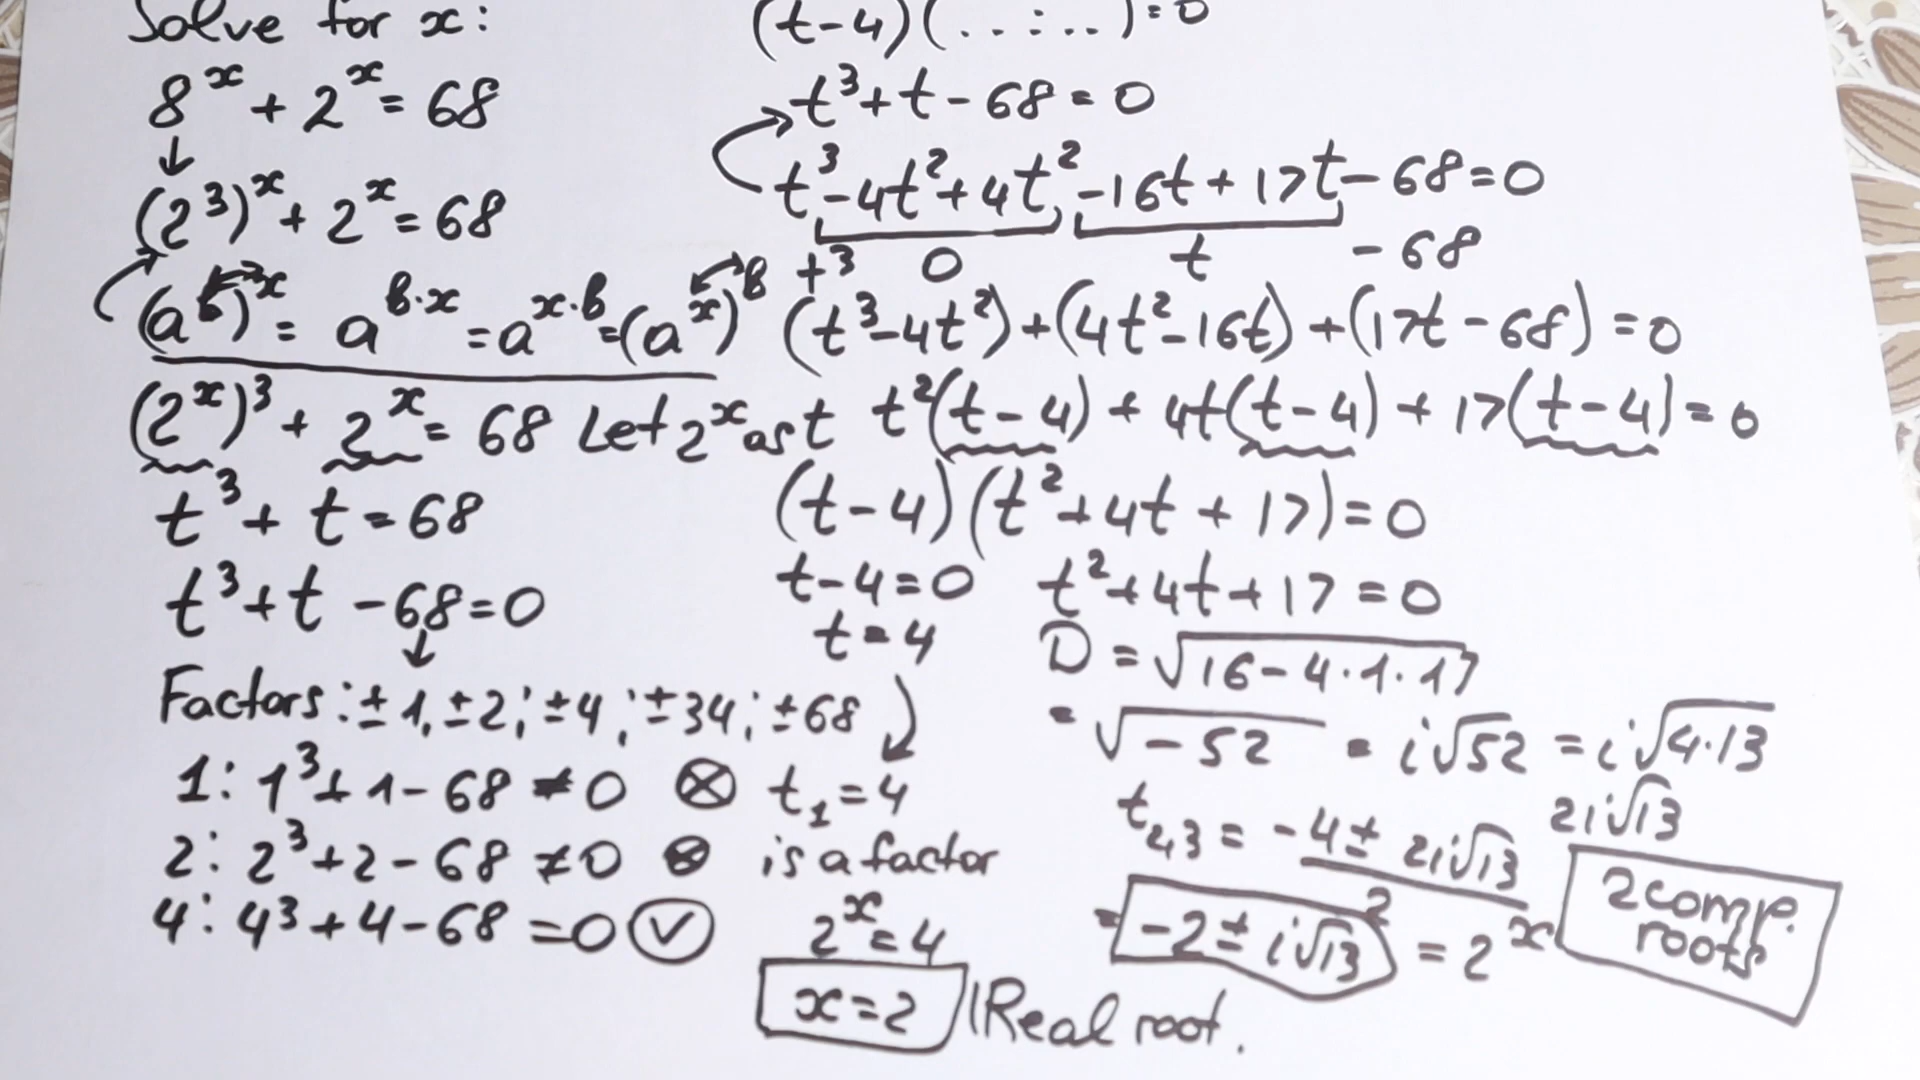 Solve for x:
8^x + 2^x = 68
↓
(2^3)^x + 2^x = 68
(a^b)^x = a^{b·x} = a^{x·b} = (a^x)^b
(2^x)^3 + 2^x = 68 Let 2^x as t
t^3 + t = 68
t^3 + t - 68 = 0
↓
Factors: ±1, ±2; ±4; ±34; ±68
1: 1^3 + 1 - 68 ≠ 0 ⊗
2: 2^3 + 2 - 68 ≠ 0 ⊗
4: 4^3 + 4 - 68 = 0 ✓
(t-4)(..:..) = 0
t^3 + t - 68 = 0
t^3 - 4t^2 + 4t^2 - 16t + 17t - 68 = 0
+^3 0 t - 68
(t^3 - 4t^2) + (4t^2 - 16t) + (17t - 68) = 0
t^2(t-4) + 4t(t-4) + 17(t-4) = 0
(t-4)(t^2 + 4t + 17) = 0
t-4=0 t^2 + 4t + 17 = 0
t=4
t_1 = 4
is a factor
2^x = 4
x=2 1 Real root.
D = √(16-4·1·17)
= √(-52) = i√52 = i√(4·13)
2i√13
t_{2,3} = (-4 ± 2i√13)/2
= -2 ± i√13 = 2^x
2 comp.
roots